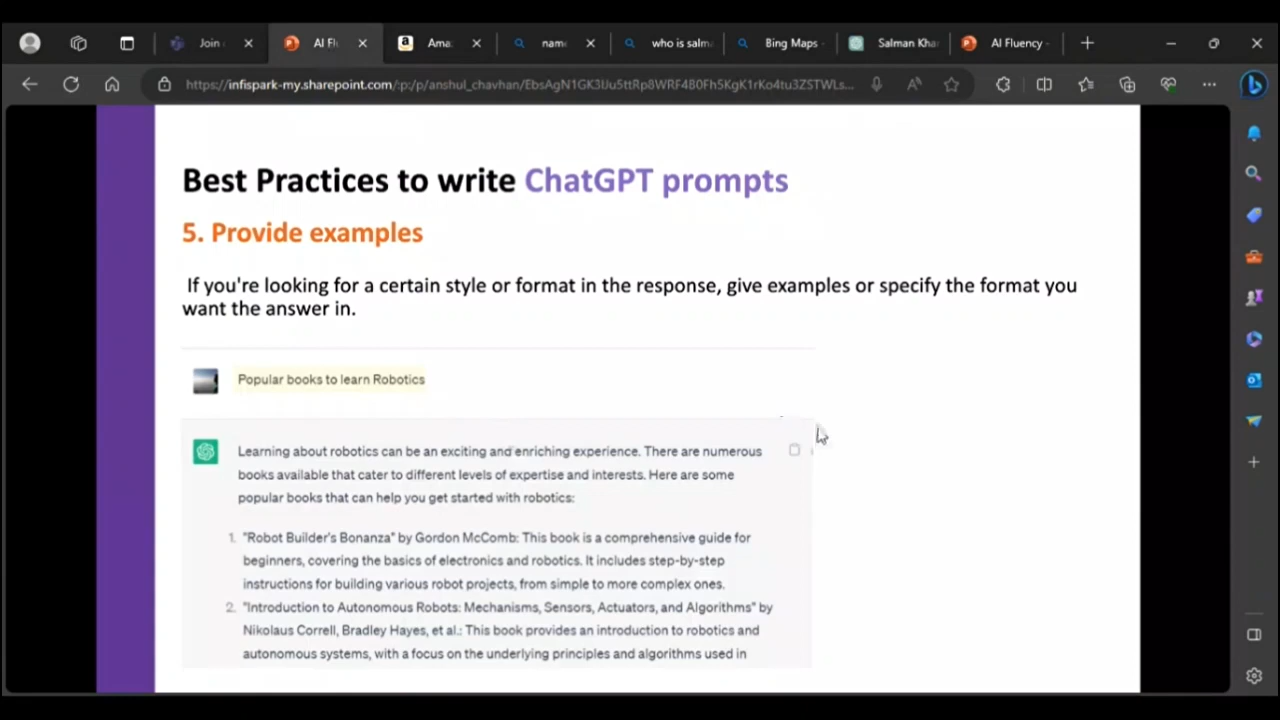 Join
AI Fl
Ama
nam
who is salm
Bing Maps
Salman Kha
AI Fluency
https://infispark-my.sharepoint.com/:p:/p/anshul_chavhan/
Best Practices to write ChatGPT prompts
5. Provide examples
If you're looking for a certain style or format in the response, give examples or specify the format you
want the answer in.
Popular books to learn Robotics
Learning about robotics can be an exciting and enriching experience. There are numerous
books available that cater to different levels of expertise and interests. Here are some
popular books that can help you get started with robotics:
1. "Robot Builder's Bonanza" by Gordon McComb: This book is a comprehensive guide for
beginners, covering the basics of electronics and robotics. It includes step-by-step
instructions for building various robot projects, from simple to more complex ones.
2. "Introduction to Autonomous Robots: Mechanisms, Sensors, Actuators, and Algorithms" by
Nikolaus Correll, Bradley Hayes, et al.: This book provides an introduction to robotics and
autonomous systems, with a focus on the underlying principles and algorithms used in